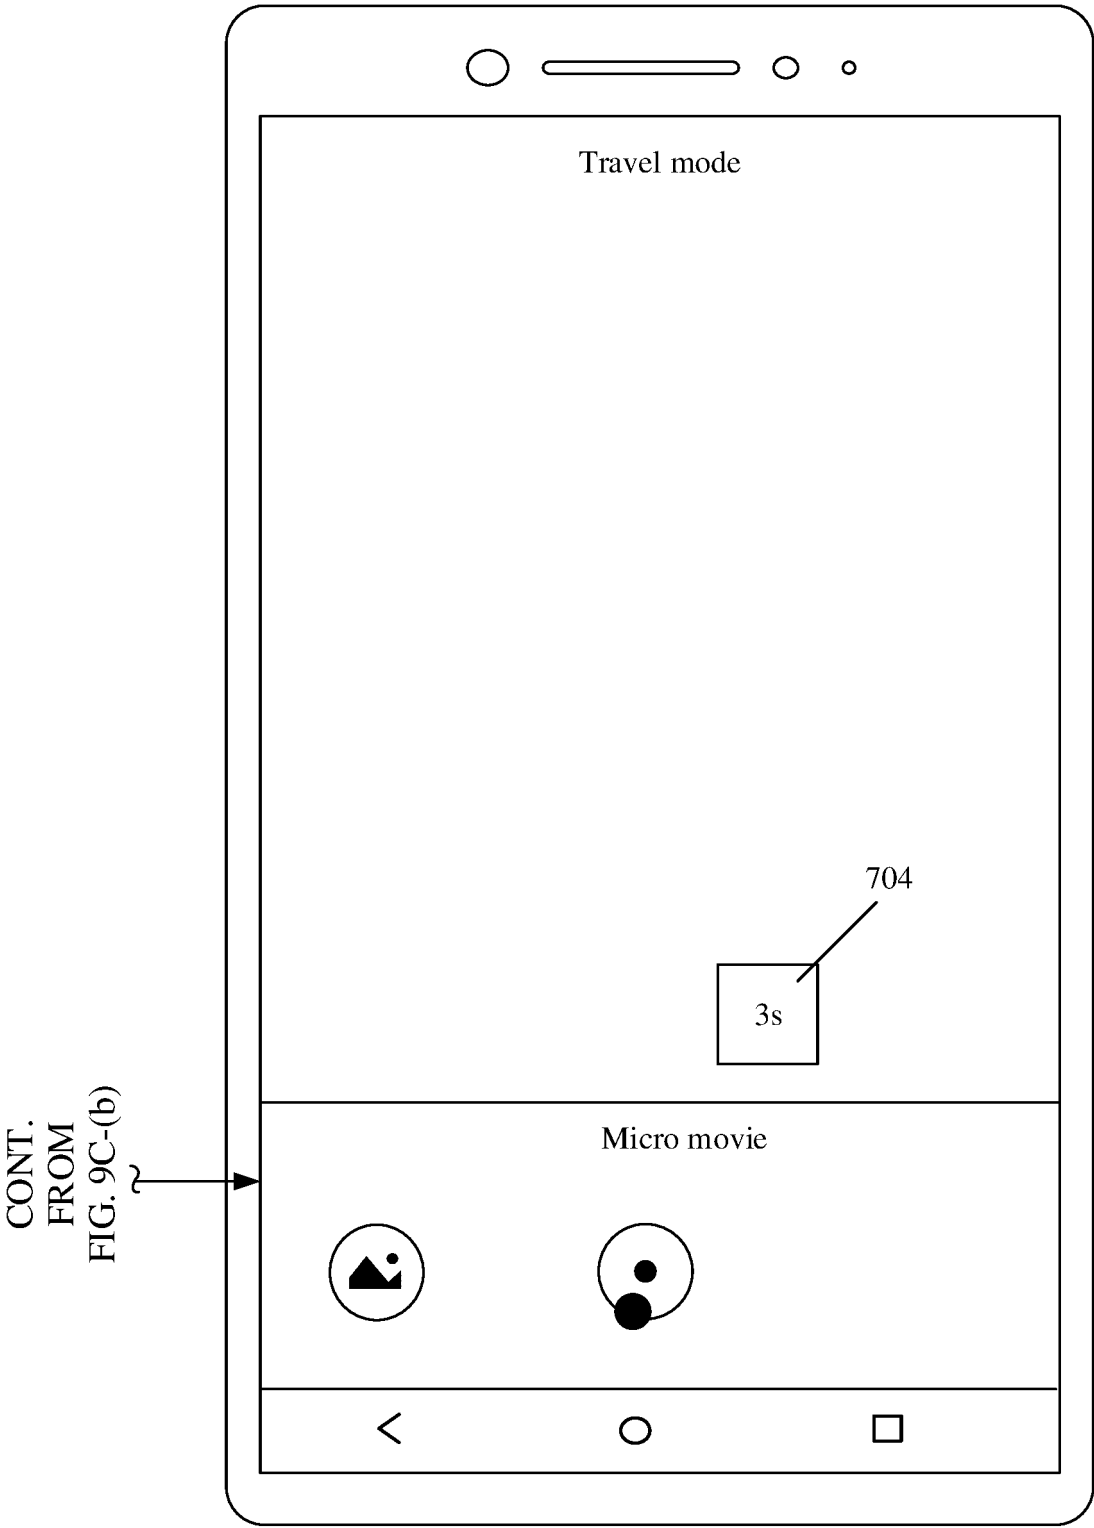 Travel mode
704
3s
CONT.
FROM
FIG. 9C-(b)
Micro movie